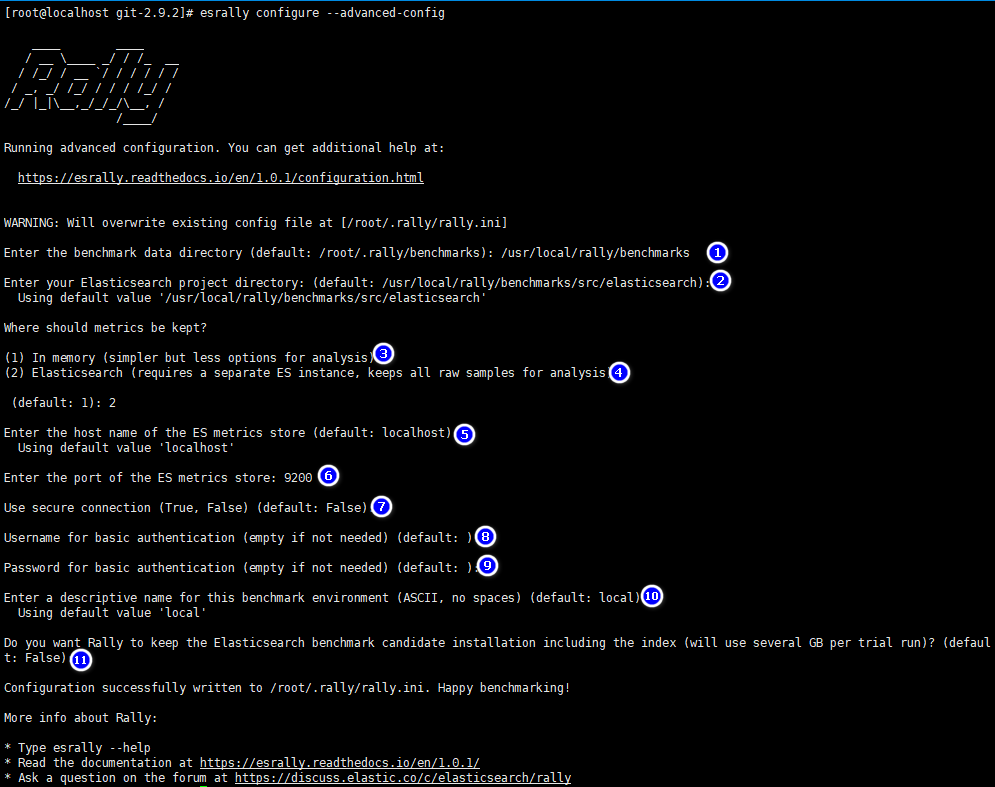 [root@localhost git-2.9.2]# esrally configure --advanced-config
    ____        ____
   / __ \____ _/ / /_  __
  / /_/ / __ `/ / / / / /
 / _, _/ /_/ / / / /_/ /
/_/ |_|\__,_/_/_/\__, /
                /____/
Running advanced configuration. You can get additional help at:
https://esrally.readthedocs.io/en/1.0.1/configuration.html
WARNING: Will overwrite existing config file at [/root/.rally/rally.ini]
Enter the benchmark data directory (default: /root/.rally/benchmarks): /usr/local/rally/benchmarks 1
Enter your Elasticsearch project directory: (default: /usr/local/rally/benchmarks/src/elasticsearch): 2
Using default value '/usr/local/rally/benchmarks/src/elasticsearch'
Where should metrics be kept?
(1) In memory (simpler but less options for analysis) 3
(2) Elasticsearch (requires a separate ES instance, keeps all raw samples for analysis 4
(default: 1): 2
Enter the host name of the ES metrics store (default: localhost) 5
Using default value 'localhost'
Enter the port of the ES metrics store: 9200 6
Use secure connection (True, False) (default: False) 7
Username for basic authentication (empty if not needed) (default: ) 8
Password for basic authentication (empty if not needed) (default: ): 9
Enter a descriptive name for this benchmark environment (ASCII, no spaces) (default: local) 10
Using default value 'local'
Do you want Rally to keep the Elasticsearch benchmark candidate installation including the index (will use several GB per trial run)? (defaul
t: False) 11
Configuration successfully written to /root/.rally/rally.ini. Happy benchmarking!
More info about Rally:
* Type esrally --help
* Read the documentation at https://esrally.readthedocs.io/en/1.0.1/
* Ask a question on the forum at https://discuss.elastic.co/c/elasticsearch/rally